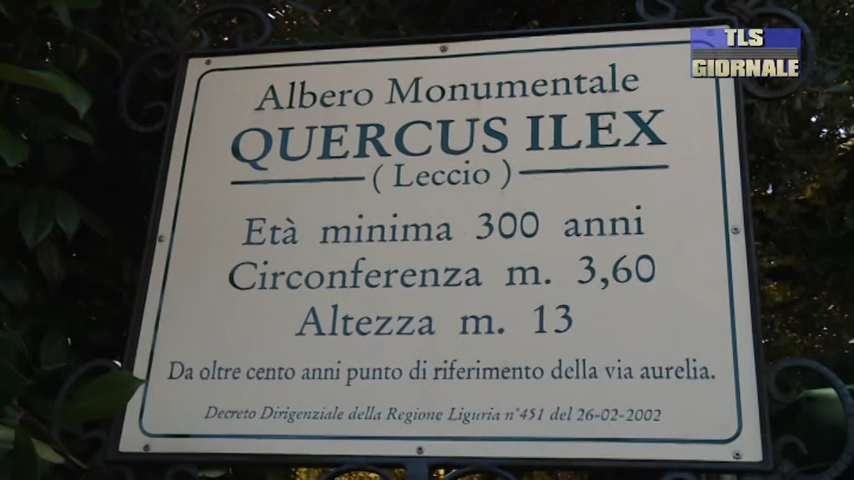 TLS
GIORNALE
Albero Monumentale
QUERCUS ILEX
( Leccio )
Età minima 300 anni
Circonferenza m. 3,60
Altezza m. 13
Da oltre cento anni punto di riferimento della via aurelia.
Decreto Dirigenziale della Regione Liguria n°451 del 26-02-2002